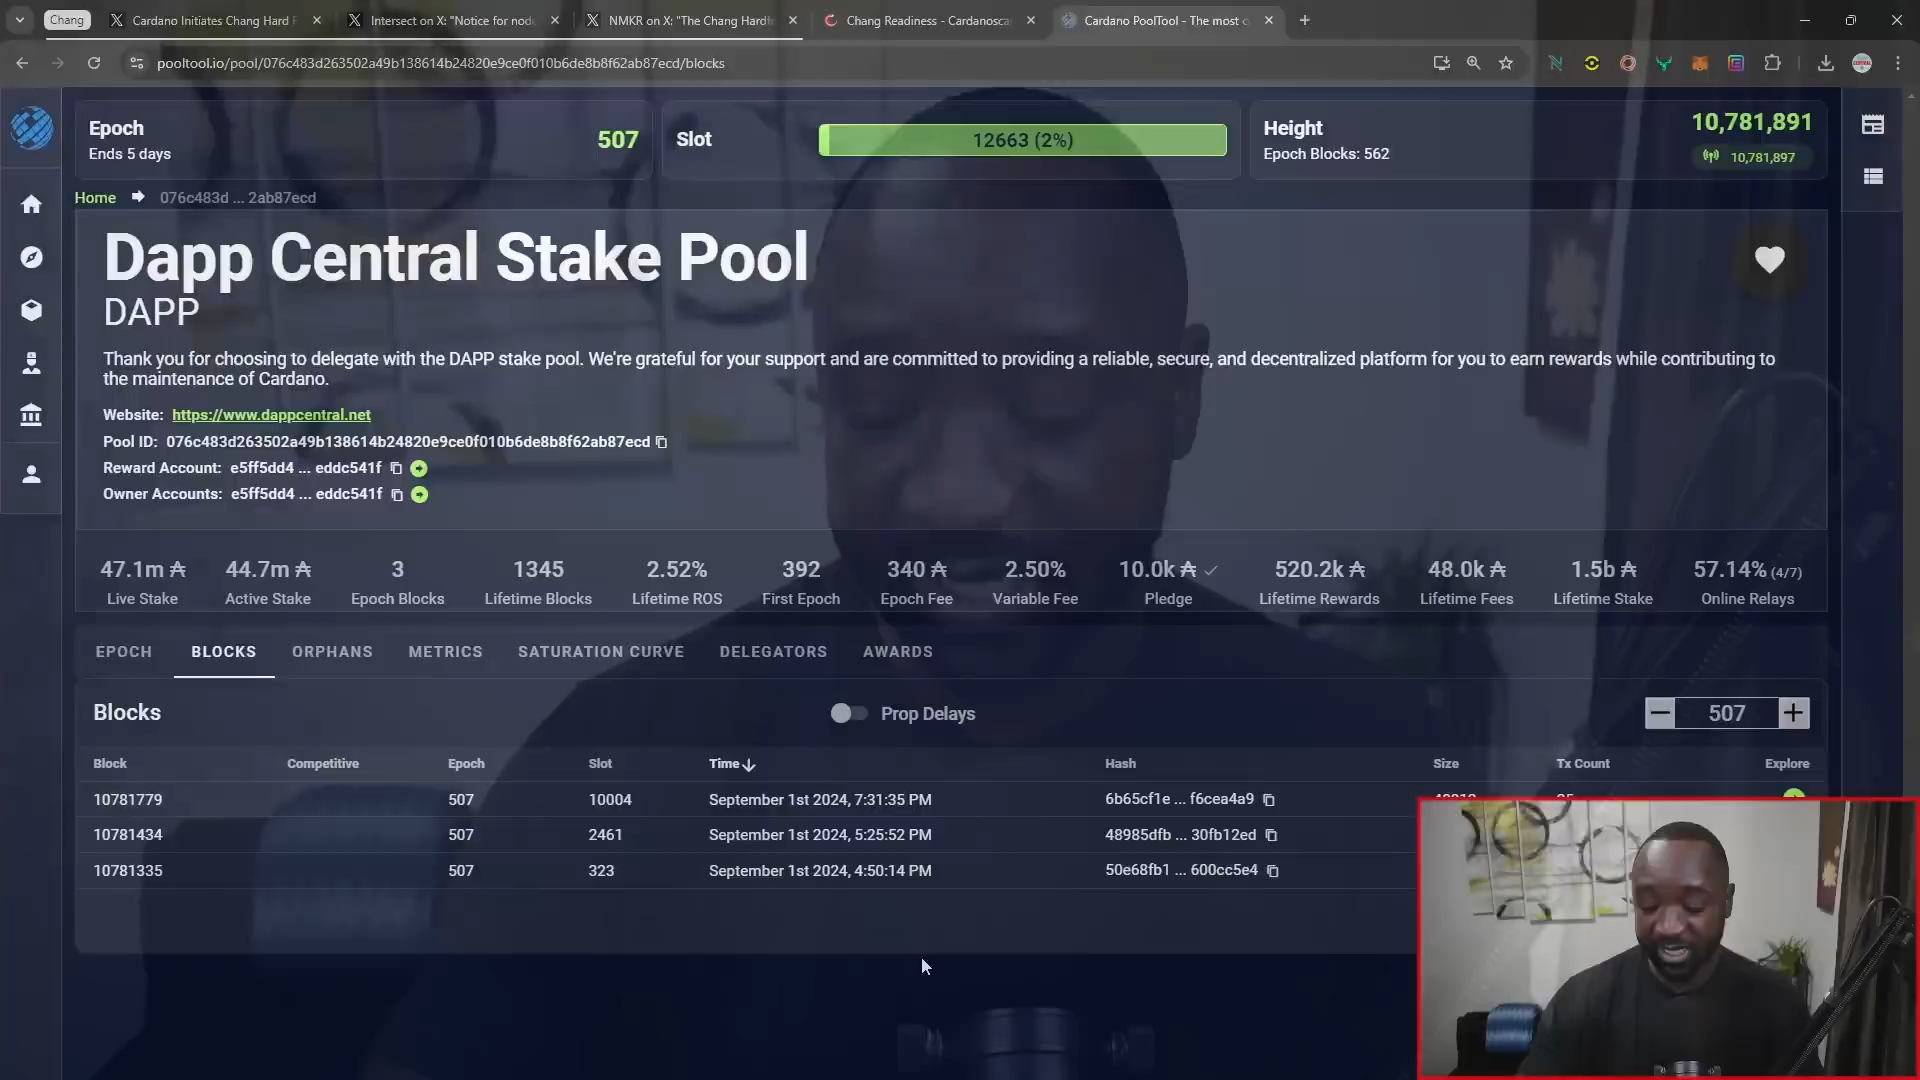 Chang
Cardano Initiates Chang Hard F
Intersect on X: "Notice for node
NMKR on X: "The Chang Hardf
Chang Readiness - Cardanosca
Cardano PoolTool - The most c
pooltool.io/pool/076c483d263502a49b138614b24820e9ce0f010b6de8b8f62ab87ecd/blocks
Epoch
Ends 5 days
507
Slot
12663 (2%)
Height
Epoch Blocks: 562
10,781,891
10,781,897
Home
076c483d ... 2ab87ecd
Dapp Central Stake Pool
DAPP
Thank you for choosing to delegate with the DAPP stake pool. We're grateful for your support and are committed to providing a reliable, secure, and decentralized platform for you to earn rewards while contributing to
the maintenance of Cardano.
Website: https://www.dappcentral.net
Pool ID: 076c483d263502a49b138614b24820e9ce0f010b6de8b8f62ab87ecd
Reward Account: e5ff5dd4 ... eddc541f
Owner Accounts: e5ff5dd4 ... eddc541f
47.1m ₳ 44.7m ₳ 3 1345 2.52% 392 340 ₳ 2.50% 10.0k ₳ 520.2k ₳ 48.0k ₳ 1.5b ₳ 57.14% (4/7)
Live Stake Active Stake Epoch Blocks Lifetime Blocks Lifetime ROS First Epoch Epoch Fee Variable Fee Pledge Lifetime Rewards Lifetime Fees Lifetime Stake Online Relays
EPOCH BLOCKS ORPHANS METRICS SATURATION CURVE DELEGATORS AWARDS
Blocks
Prop Delays
507
Block Competitive Epoch Slot Time Hash Size Tx Count Explore
10781779 507 10004 September 1st 2024, 7:31:35 PM 6b65cf1e ... f6cea4a9
10781434 507 2461 September 1st 2024, 5:25:52 PM 48985dfb ... 30fb12ed
10781335 507 323 September 1st 2024, 4:50:14 PM 50e68fb1 ... 600cc5e4